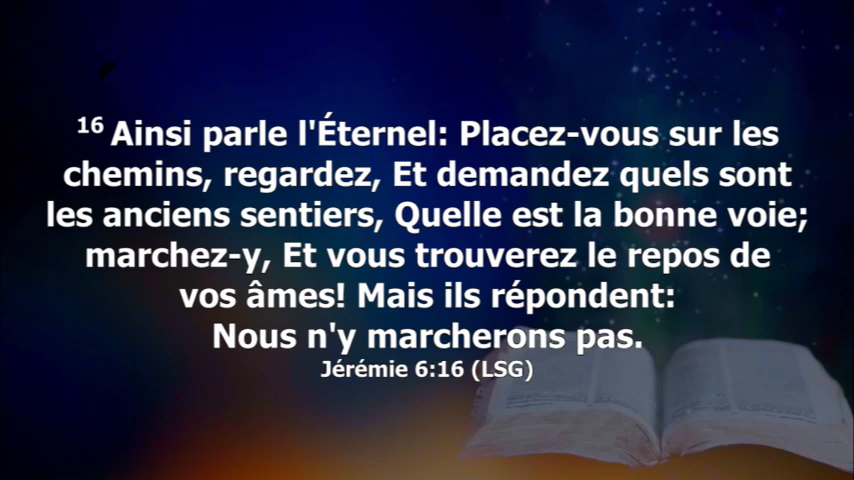 16 Ainsi parle l'Éternel: Placez-vous sur les
chemins, regardez, Et demandez quels sont
les anciens sentiers, Quelle est la bonne voie;
marchez-y, Et vous trouverez le repos de
vos âmes! Mais ils répondent:
Nous n'y marcherons pas.
Jérémie 6:16 (LSG)